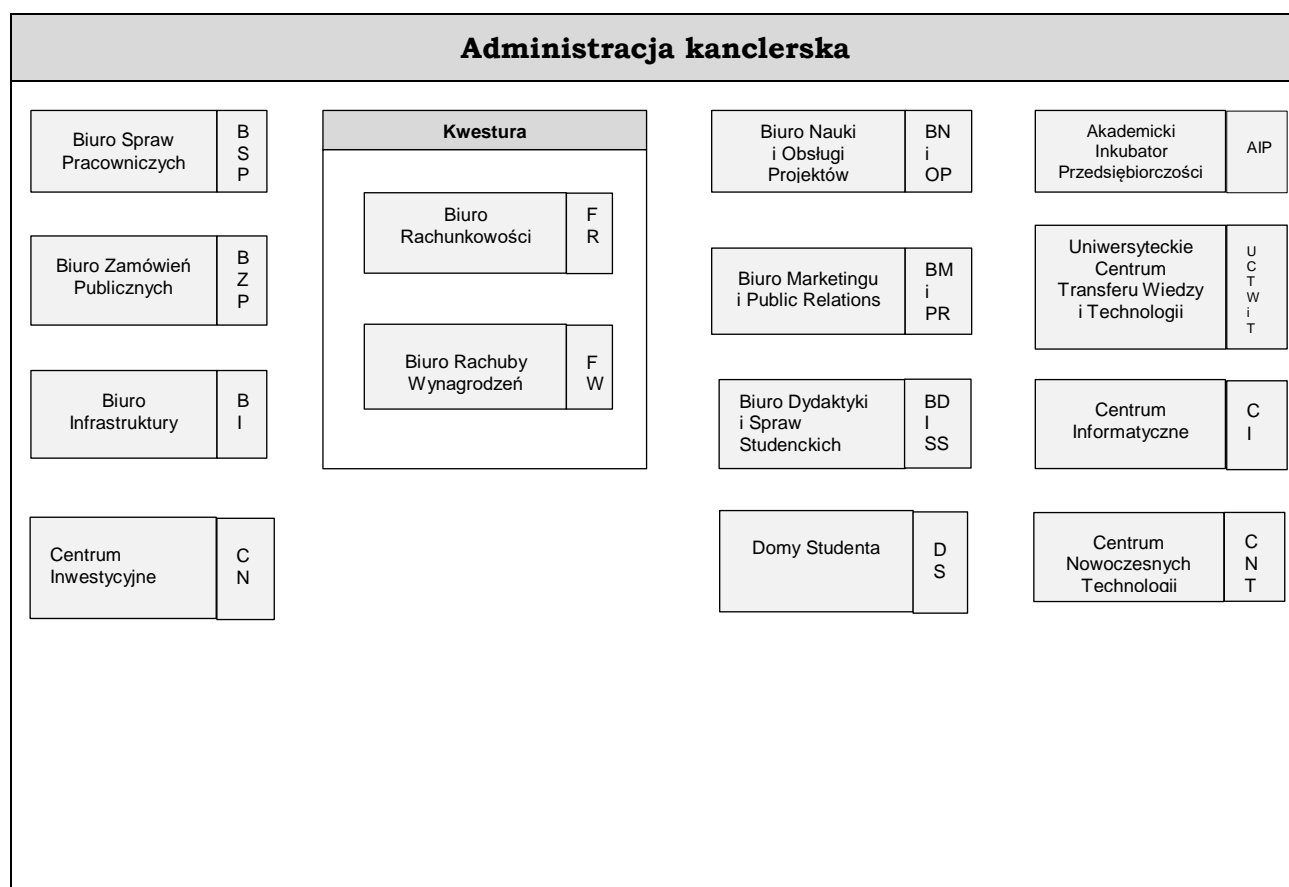 Administracja kanclerska
Biuro Spraw
Pracowniczych
B
S
P
Biuro Zamówień
Publicznych
B
Z
P
Biuro
Infrastruktury
B
I
Centrum
Inwestycyjne
C
N
Kwestura
Biuro
Rachunkowości
F
R
Biuro Rachuby
Wynagrodzeń
F
W
Biuro Nauki
i Obsługi
Projektów
BN
i
OP
Biuro Marketingu
i Public Relations
BM
i
PR
Biuro Dydaktyki
i Spraw
Studenckich
BD
I
SS
Domy Studenta
D
S
Akademicki
Inkubator
Przedsiębiorczości
AIP
Uniwersyteckie
Centrum
Transferu Wiedzy
i Technologii
U
C
T
W
i
T
Centrum
Informatyczne
C
I
Centrum
Nowoczesnych
Technologii
C
N
T